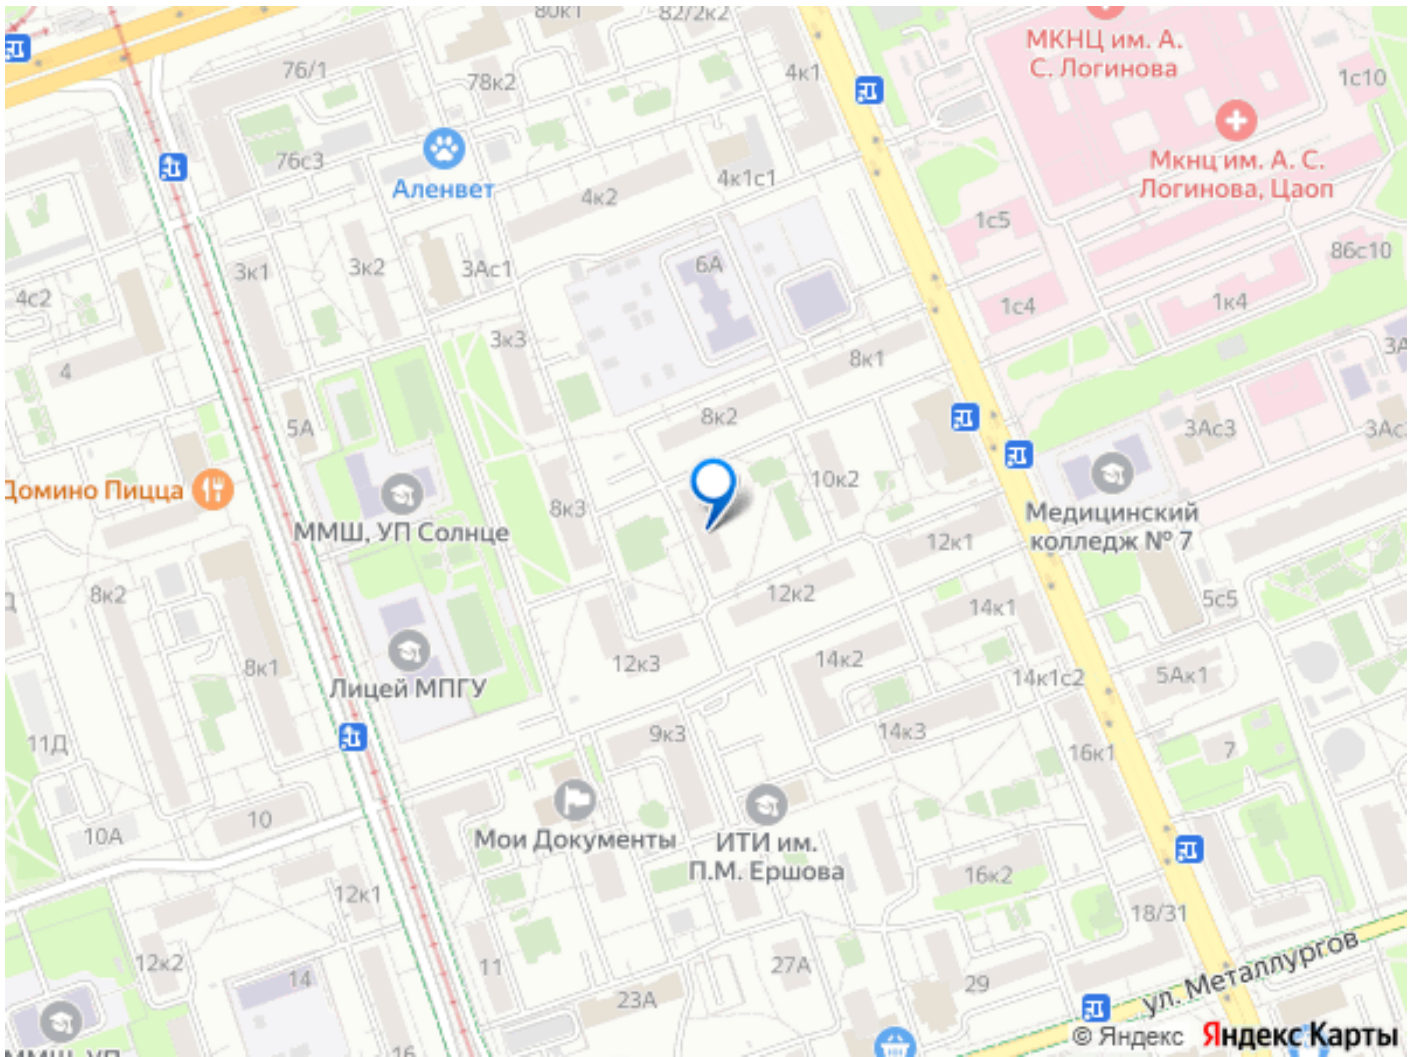 80к1
82/2к2
МКНЦ им. А.
С. Логинова
76/1
78к2
4к1
1с10
Аленвет
76с3
4к2
4к1с1
Мкнц им. А. С.
Логинова, Цаоп
1с5
86с10
3к1
3к2
3Ас1
6А
4с2
1с4
1к4
3к3
8к1
4
3А
8к2
5А
3Ас3
3Ас3
Домино Пицца
ММШ, УП Солнце
8к3
10к2
Медицинский
колледж № 7
12к1
8к2
12к2
14к1
5с5
8к1
12к3
14к2
Лицей МПГУ
14к1с2
5Ак1
11Д
9к3
14к3
16к1
7
10
10А
Мои Документы
ИТИ им.
П.М. Ершова
16к2
12к1
18/31
12к2
14
11
27А
29
23А
ул. Металлургов
16
ММШ, УП
© Яндекс Яндекс Карты